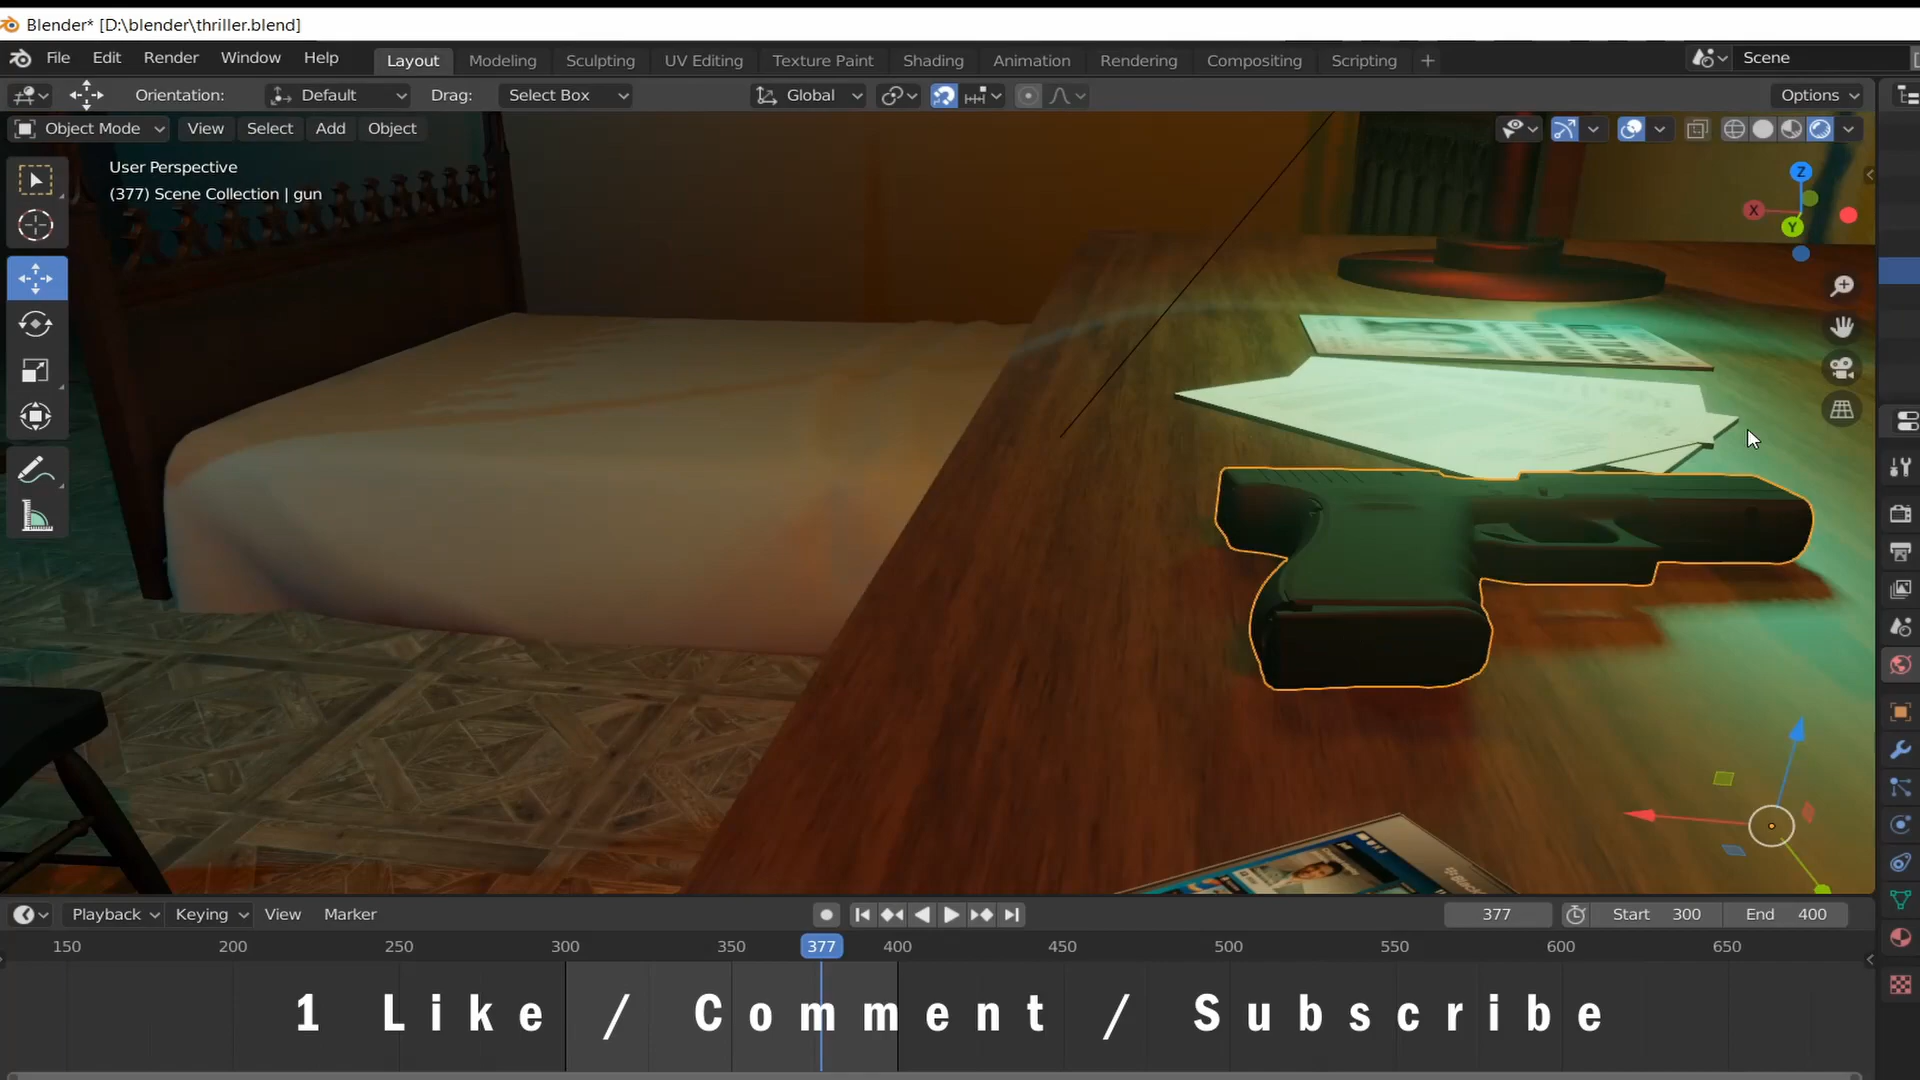 Blender* [D:\blender\thriller.blend]
File Edit Render Window Help Layout Modeling Sculpting UV Editing Texture Paint Shading Animation Rendering Compositing Scripting + Scene
Orientation: Default Drag: Select Box Global Options
Object Mode View Select Add Object
User Perspective
(377) Scene Collection | gun
Z
X
Y
Playback Keying View Marker 377 Start 300 End 400
150 200 250 300 350 377 400 450 500 550 600 650
1 Like / Comment / Subscribe